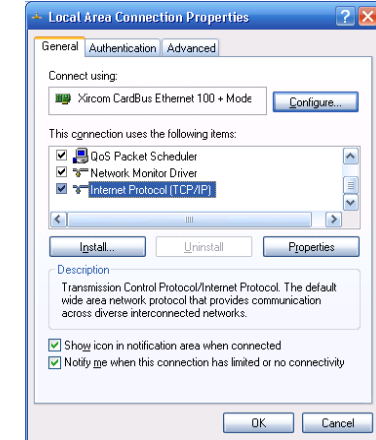 Local Area Connection Properties
General Authentication Advanced
Connect using:
Xircom CardBus Ethernet 100 + Mode
Configure...
This connection uses the following items:
QoS Packet Scheduler
Network Monitor Driver
Internet Protocol (TCP/IP)
Install... Uninstall Properties
Description
Transmission Control Protocol/Internet Protocol. The default
wide area network protocol that provides communication
across diverse interconnected networks.
Show icon in notification area when connected
Notify me when this connection has limited or no connectivity
OK Cancel